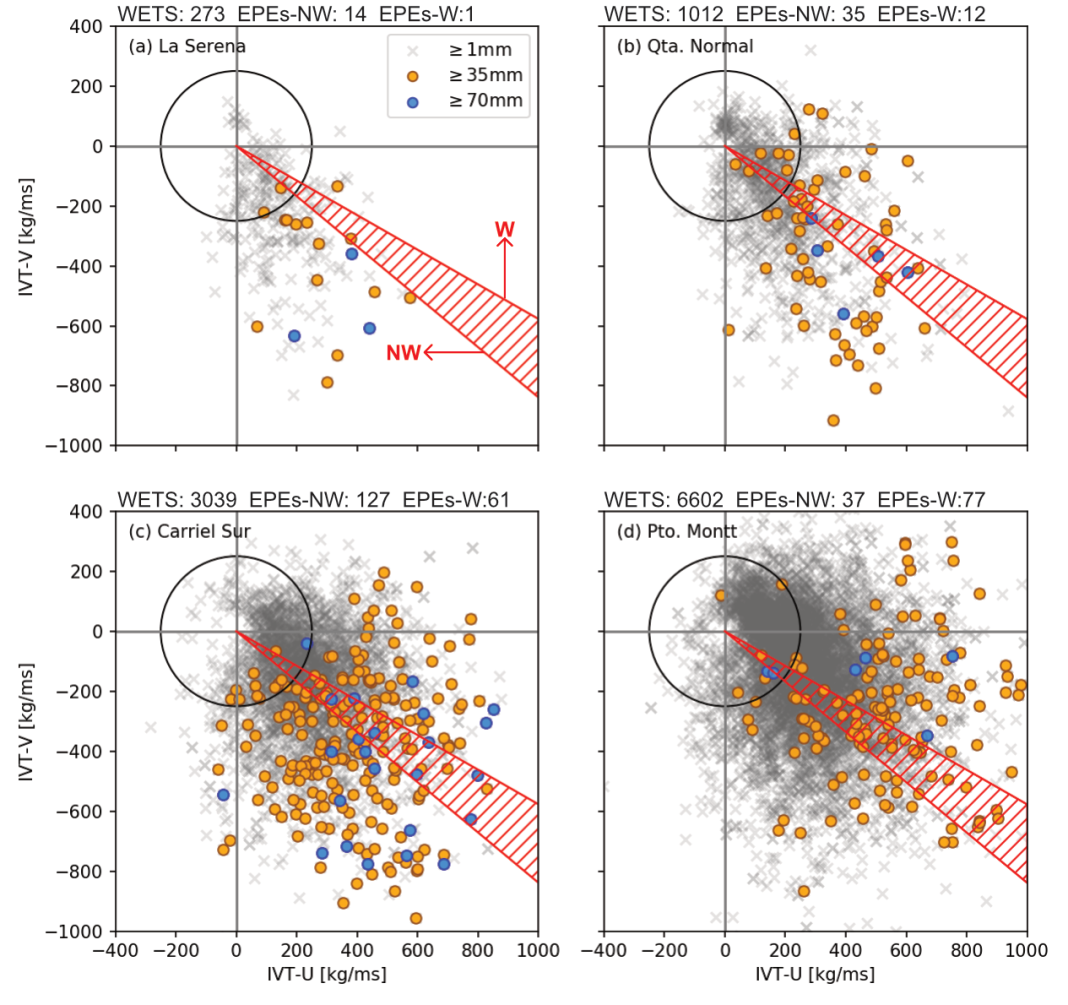 WETS: 273  EPEs-NW: 14  EPEs-W:1
(a) La Serena
≥1mm
≥35mm
≥70mm
400
200
0
−200
−400
−600
−800
−1000
IVT-V [kg/ms]
W
NW
WETS: 1012  EPEs-NW: 35  EPEs-W:12
(b) Qta. Normal
WETS: 3039  EPEs-NW: 127  EPEs-W:61
(c) Carriel Sur
400
200
0
−200
−400
−600
−800
−1000
IVT-V [kg/ms]
−400 −200 0 200 400 600 800 1000
IVT-U [kg/ms]
WETS: 6602  EPEs-NW: 37  EPEs-W:77
(d) Pto. Montt
−400 −200 0 200 400 600 800 1000
IVT-U [kg/ms]